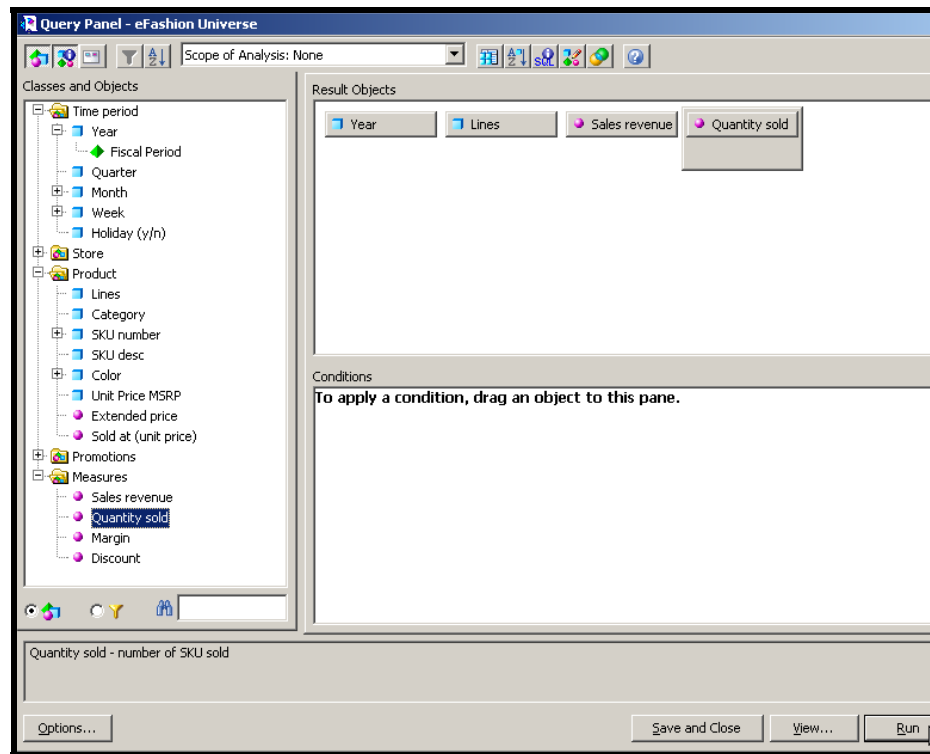 Query Panel - eFashion Universe
Scope of Analysis: None
Classes and Objects
Time period
Year
Fiscal Period
Quarter
Month
Week
Holiday (y/n)
Store
Product
Lines
Category
SKU number
SKU desc
Color
Unit Price MSRP
Extended price
Sold at (unit price)
Promotions
Measures
Sales revenue
Quantity sold
Margin
Discount
Result Objects
Year Lines Sales revenue Quantity sold
Conditions
To apply a condition, drag an object to this pane.
Quantity sold - number of SKU sold
Options... Save and Close View... Run